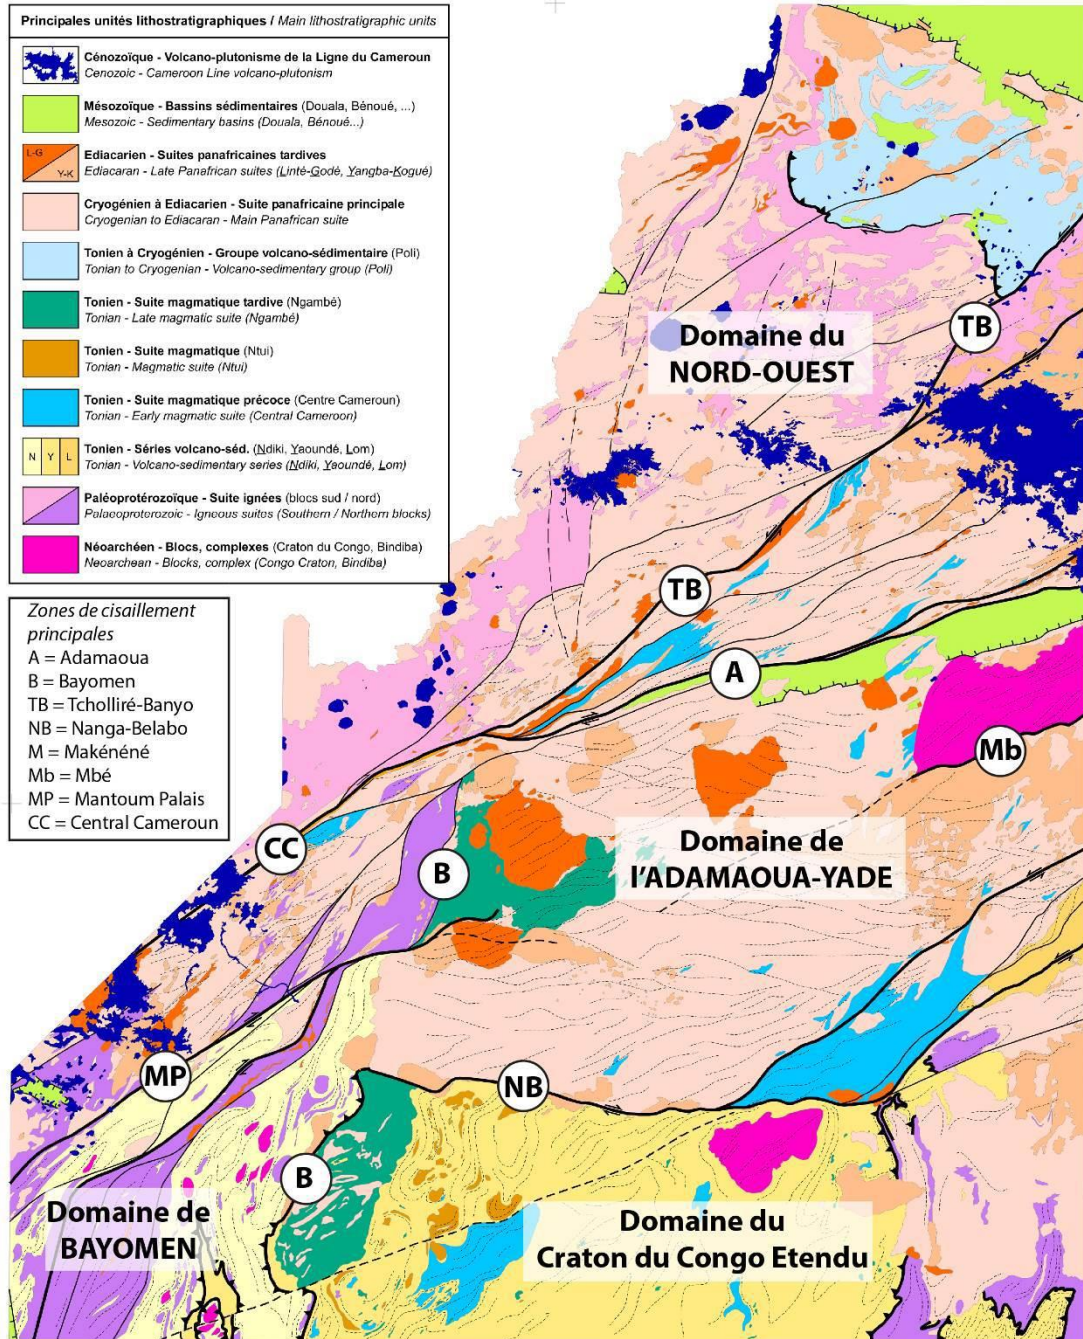 Principales unités lithostratigraphiques / Main lithostratigraphic units
Cénozoïque - Volcano-plutonisme de la Ligne du Cameroun
Cenozoic - Cameroon Line volcano-plutonism
Mésozoïque - Bassins sédimentaires (Douala, Bénoué, ...)
Mesozoic - Sedimentary basins (Douala, Bénoué...)
L-G
Y-K
Ediacarien - Suites panafricaines tardives
Ediacaran - Late Panafrican suites (Linté-Godé, Yangba-Kogué)
Cryogénien à Ediacarien - Suite panafricaine principale
Cryogenian to Ediacaran - Main Panafrican suite
Tonien à Cryogénien - Groupe volcano-sédimentaire (Poli)
Tonian to Cryogenian - Volcano-sedimentary group (Poli)
Tonien - Suite magmatique tardive (Ngambé)
Tonian - Late magmatic suite (Ngambé)
Tonien - Suite magmatique (Ntui)
Tonian - Magmatic suite (Ntui)
Tonien - Suite magmatique précoce (Centre Cameroun)
Tonian - Early magmatic suite (Central Cameroon)
N Y L
Tonien - Séries volcano-séd. (Ndiki, Yaoundé, Lom)
Tonian - Volcano-sedimentary series (Ndiki, Yaoundé, Lom)
Paléoprotérozoïque - Suite ignées (blocs sud / nord)
Palaeoproterozoic - Igneous suites (Southern / Northern blocks)
Néoarchéen - Blocs, complexes (Craton du Congo, Bindiba)
Neoarchean - Blocks, complex (Congo Craton, Bindiba)
Zones de cisaillement
principales
A = Adamaoua
B = Bayomen
TB = Tcholliré-Banyo
NB = Nanga-Belabo
M = Makénéné
Mb = Mbé
MP = Mantoum Palais
CC = Central Cameroun
Domaine du
NORD-OUEST
TB
TB
A
Mb
CC
B
Domaine de
l'ADAMAOUA-YADE
MP
NB
B
Domaine de
BAYOMEN
Domaine du
Craton du Congo Etendu